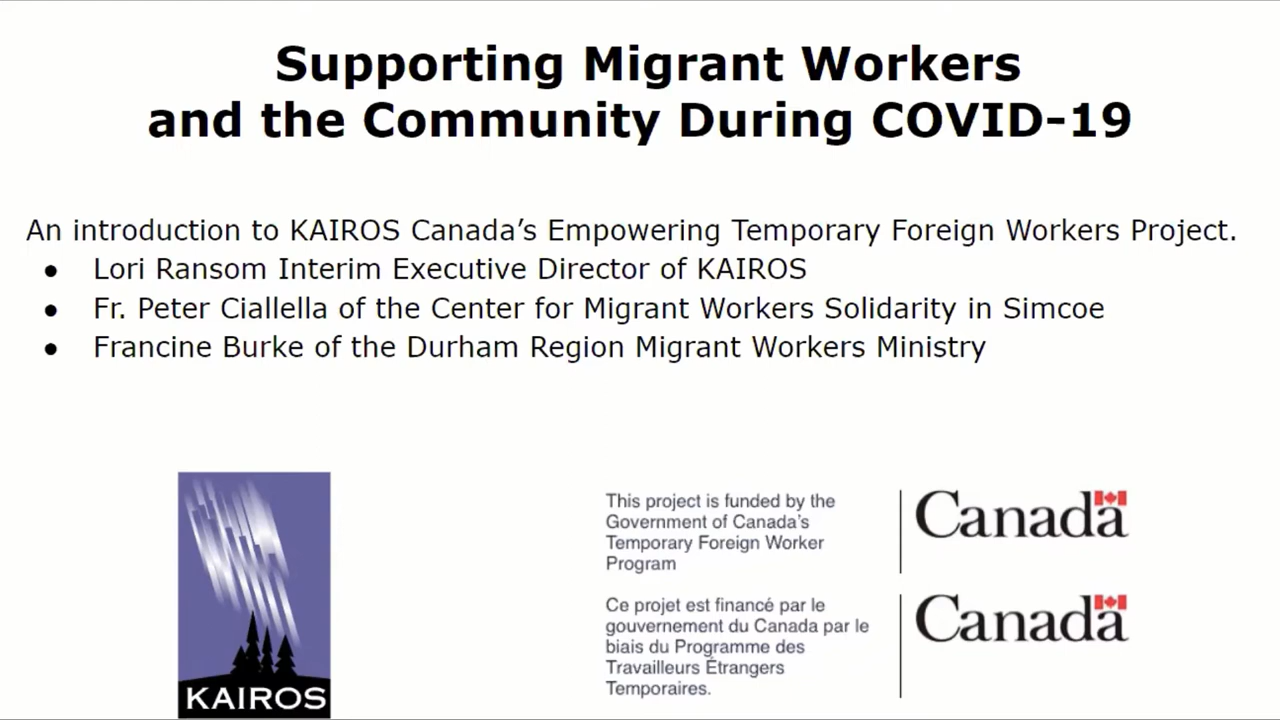 Supporting Migrant Workers
and the Community During COVID-19
An introduction to KAIROS Canada's Empowering Temporary Foreign Workers Project.
● Lori Ransom Interim Executive Director of KAIROS
● Fr. Peter Ciallella of the Center for Migrant Workers Solidarity in Simcoe
● Francine Burke of the Durham Region Migrant Workers Ministry
KAIROS
This project is funded by the
Government of Canada's
Temporary Foreign Worker
Program
Canada
Ce projet est financé par le
gouvernement du Canada par le
biais du Programme des
Travailleurs Étrangers
Temporaires.
Canada